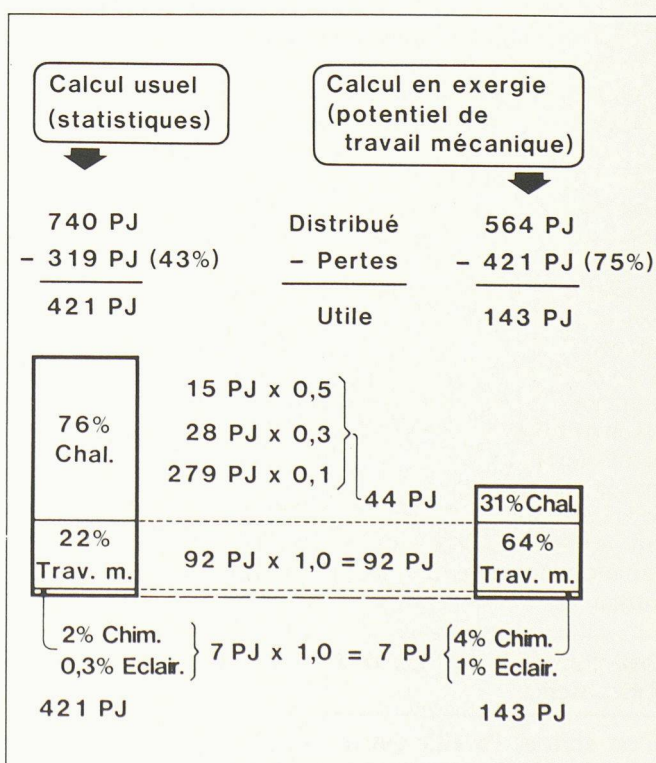 Calcul usuel
(statistiques)
Calcul en exergie
(potentiel de
travail mécanique)
740 PJ
Distribué
564 PJ
– 319 PJ (43%)
– Pertes
– 421 PJ (75%)
421 PJ
Utile
143 PJ
76%
Chal.
15 PJ x 0,5
28 PJ x 0,3
279 PJ x 0,1
44 PJ
31% Chal.
22%
Trav. m.
92 PJ x 1,0 = 92 PJ
64%
Trav. m.
2% Chim.
0,3% Eclair.
7 PJ x 1,0 = 7 PJ
4% Chim.
1% Eclair.
421 PJ
143 PJ